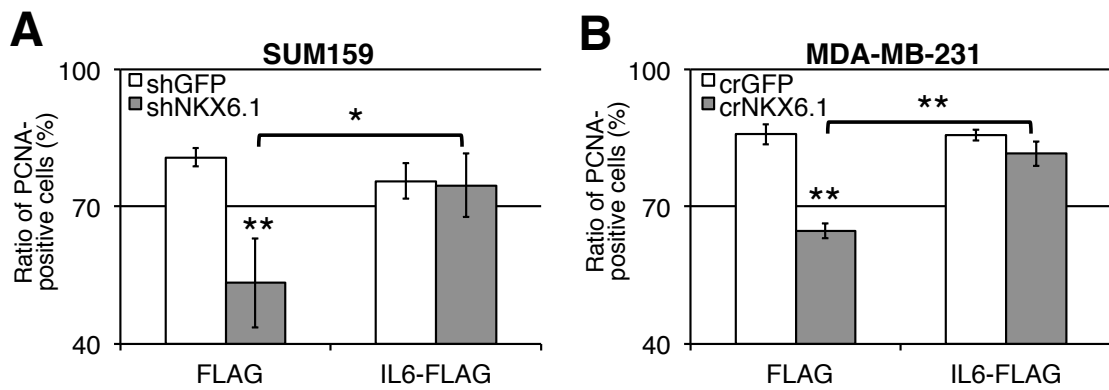 A
SUM159
100
70
40
Ratio of PCNA-
positive cells (%)
shGFP
shNKX6.1
*
**
FLAG
IL6-FLAG
B
MDA-MB-231
100
70
40
Ratio of PCNA-
positive cells (%)
crGFP
crNKX6.1
**
**
FLAG
IL6-FLAG